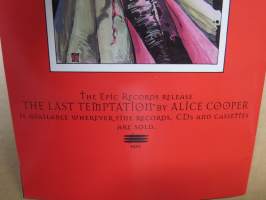 The Epic Records release
THE LAST TEMPTATION BY ALICE COOPER
is available wherever fine records, CDs and cassettes
are sold.